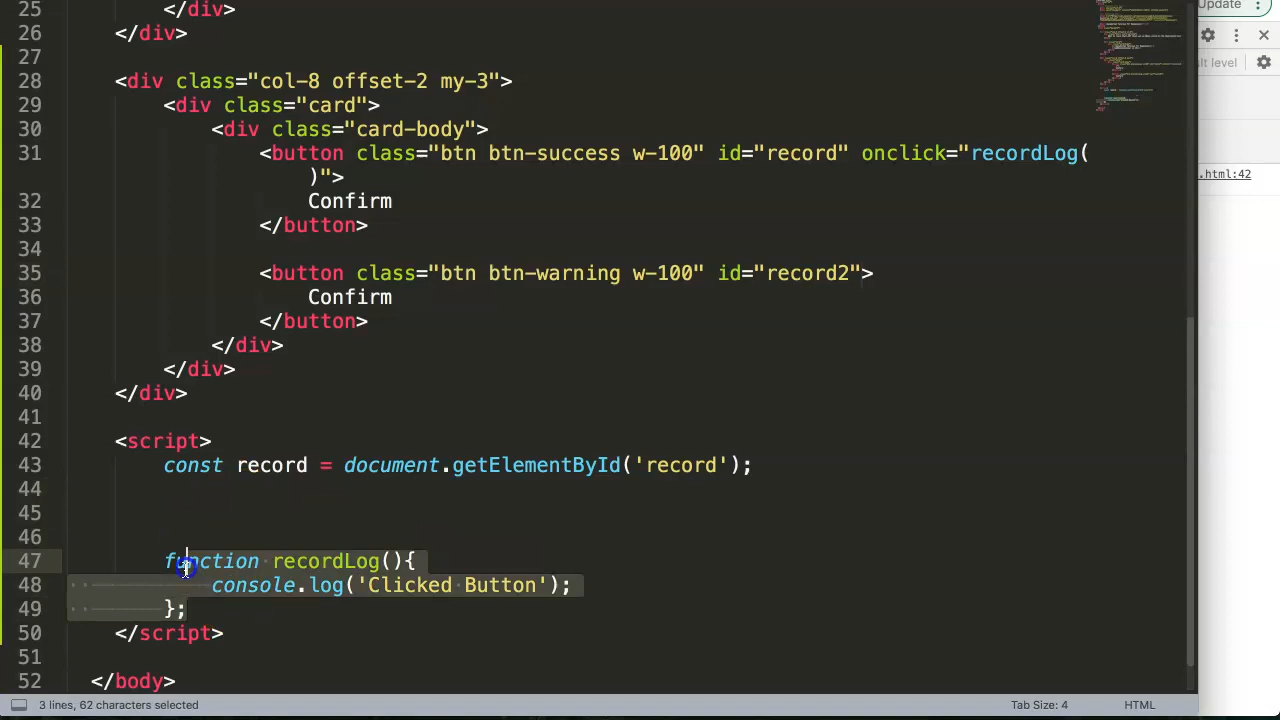 25 </div>
26 </div>
27
28 <div class="col-8 offset-2 my-3">
29 <div class="card">
30 <div class="card-body">
31 <button class="btn btn-success w-100" id="record" onclick="recordLog(
)">
32 Confirm
33 </button>
34
35 <button class="btn btn-warning w-100" id="record2">
36 Confirm
37 </button>
38 </div>
39 </div>
40 </div>
41
42 <script>
43 const record = document.getElementById('record');
44
45
46
47 function recordLog(){
48 console.log('Clicked Button');
49 };
50 </script>
51
52 </body>
3 lines, 62 characters selected
Tab Size: 4
HTML
Update
ult level
.html:42